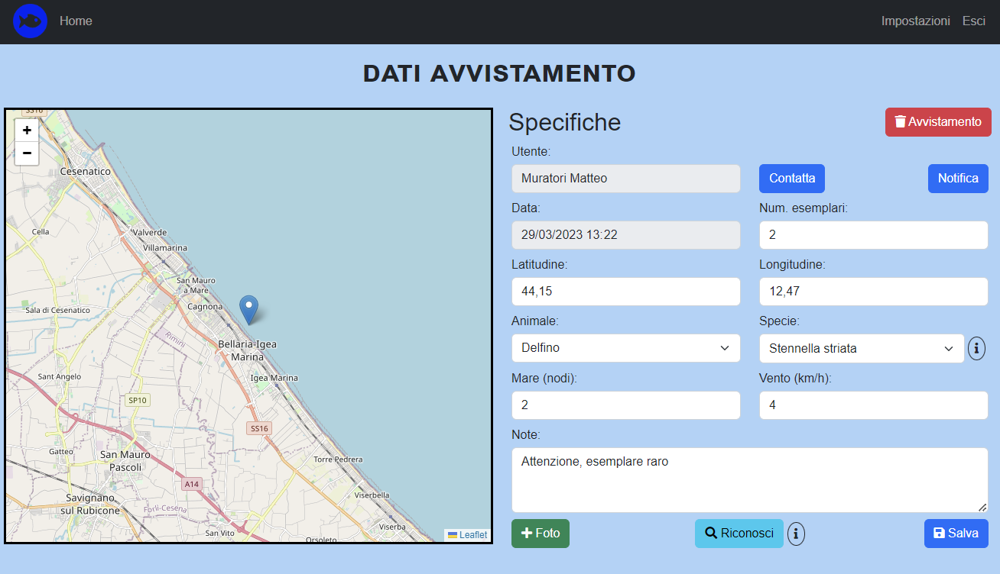 Home
Impostazioni Esci
DATI AVVISTAMENTO
SS16
+
−
Cesenatico
Cella
Valverde
Villamarina
San Mauro
a Mare
Cagnona
Sala di Cesenatico
Rimini
Bellaria-Igea
Marina
Igea Marina
Sant Angelo
SP10
SS16
Gatteo
San Mauro
Pascoli
Torre Pedrera
A14
Savignano
sul Rubicone
Forlì-Cesena
Viserbella
San Vito
Viserba
Orsoleto
Leaflet
Specifiche
Avvistamento
Utente:
Muratori Matteo
Contatta
Notifica
Data:
Num. esemplari:
29/03/2023 13:22
2
Latitudine:
Longitudine:
44,15
12,47
Animale:
Specie:
Delfino
Stennella striata
i
Mare (nodi):
Vento (km/h):
2
4
Note:
Attenzione, esemplare raro
Foto
Riconosci
i
Salva